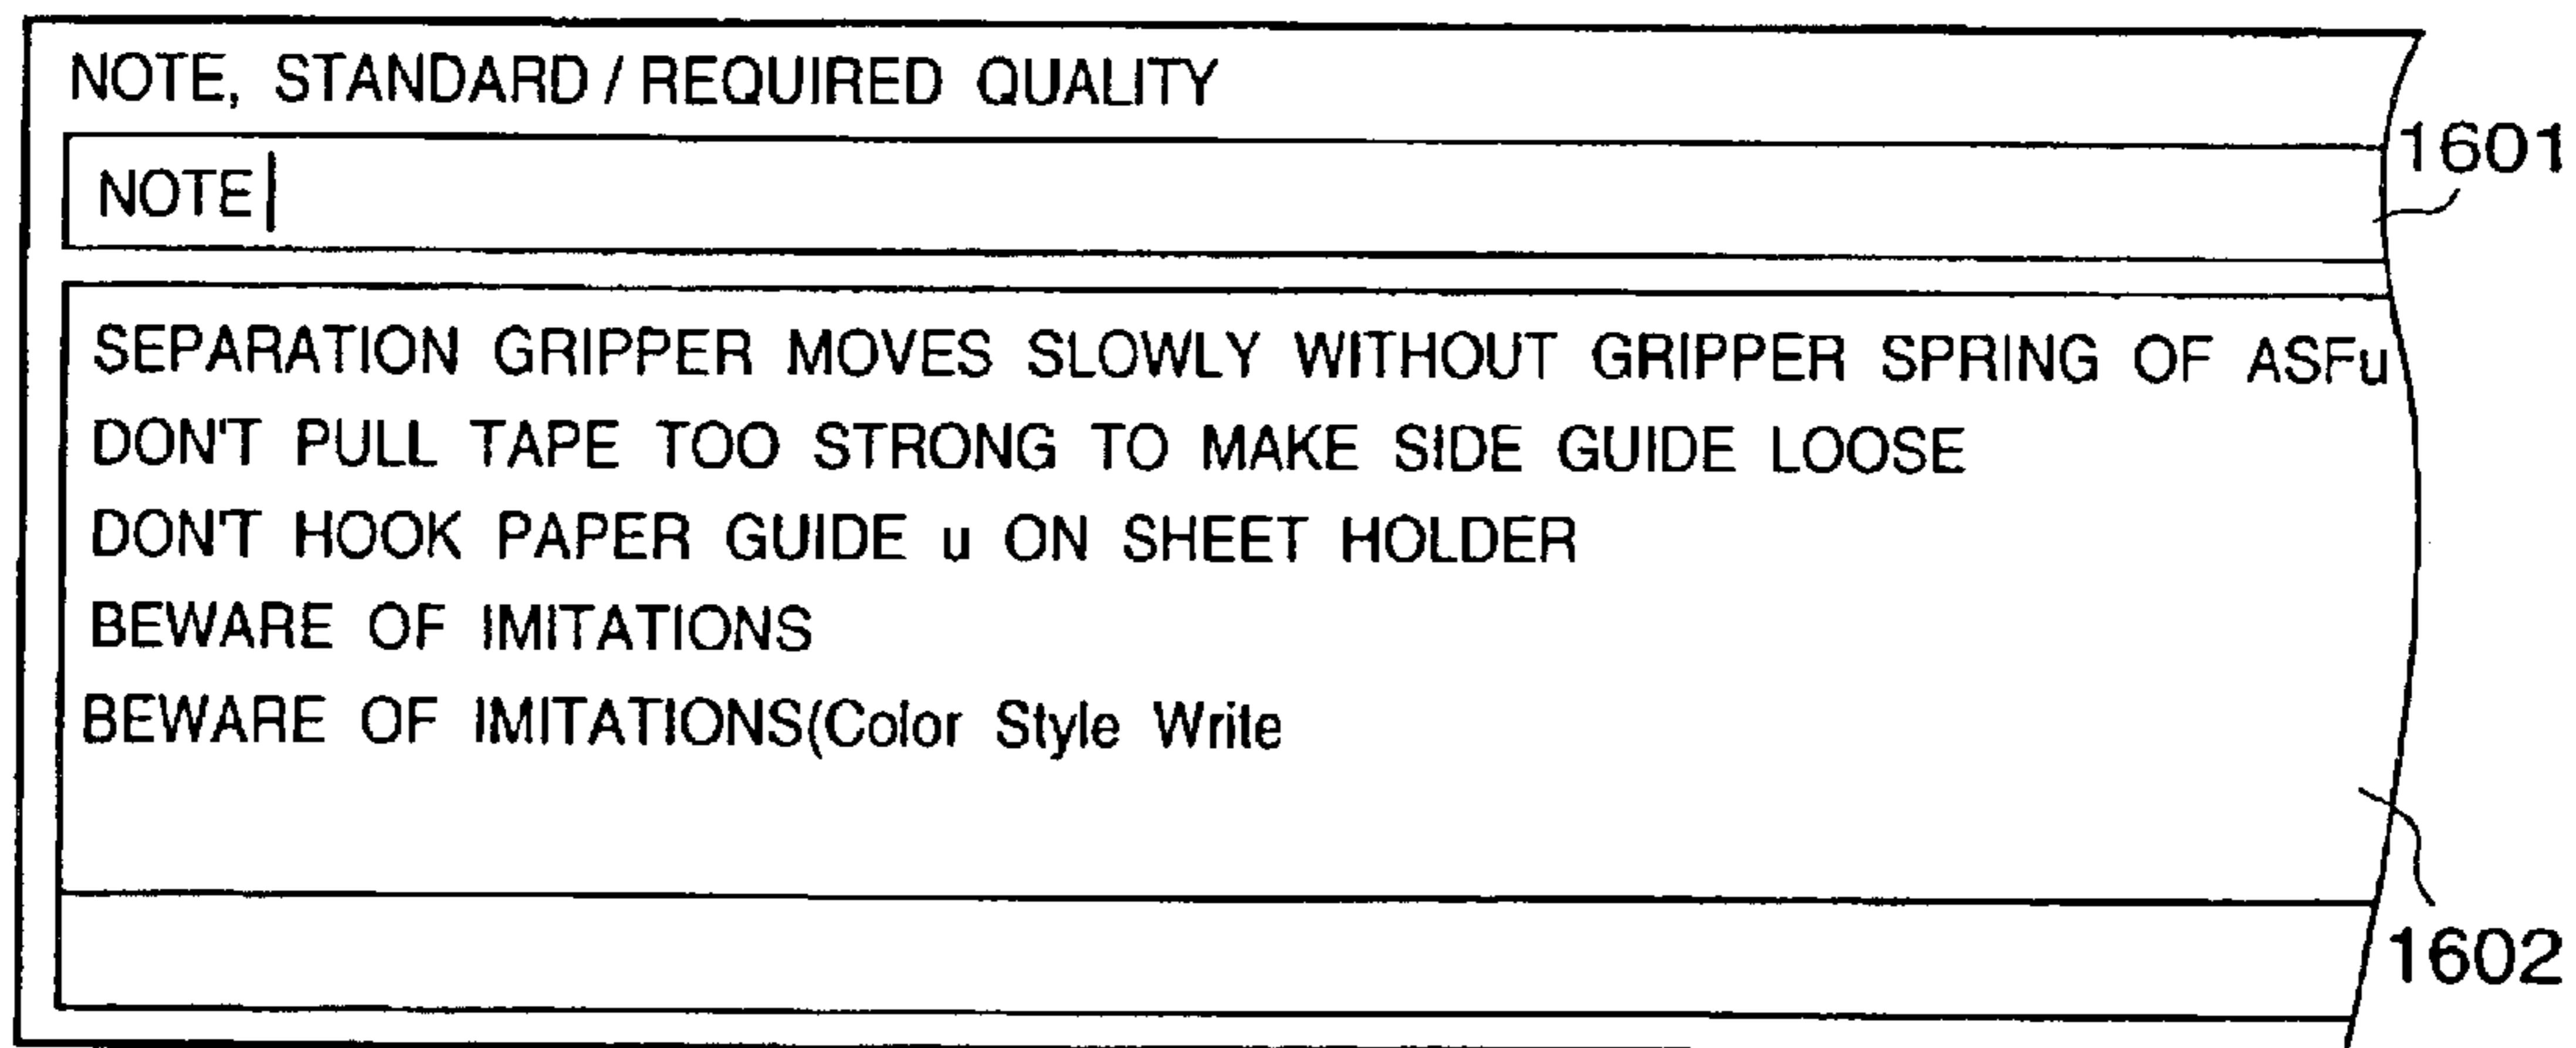 NOTE, STANDARD / REQUIRED QUALITY
1601
NOTE
SEPARATION GRIPPER MOVES SLOWLY WITHOUT GRIPPER SPRING OF ASFu
DON'T PULL TAPE TOO STRONG TO MAKE SIDE GUIDE LOOSE
DON'T HOOK PAPER GUIDE u ON SHEET HOLDER
BEWARE OF IMITATIONS
BEWARE OF IMITATIONS(Color Style Write
1602